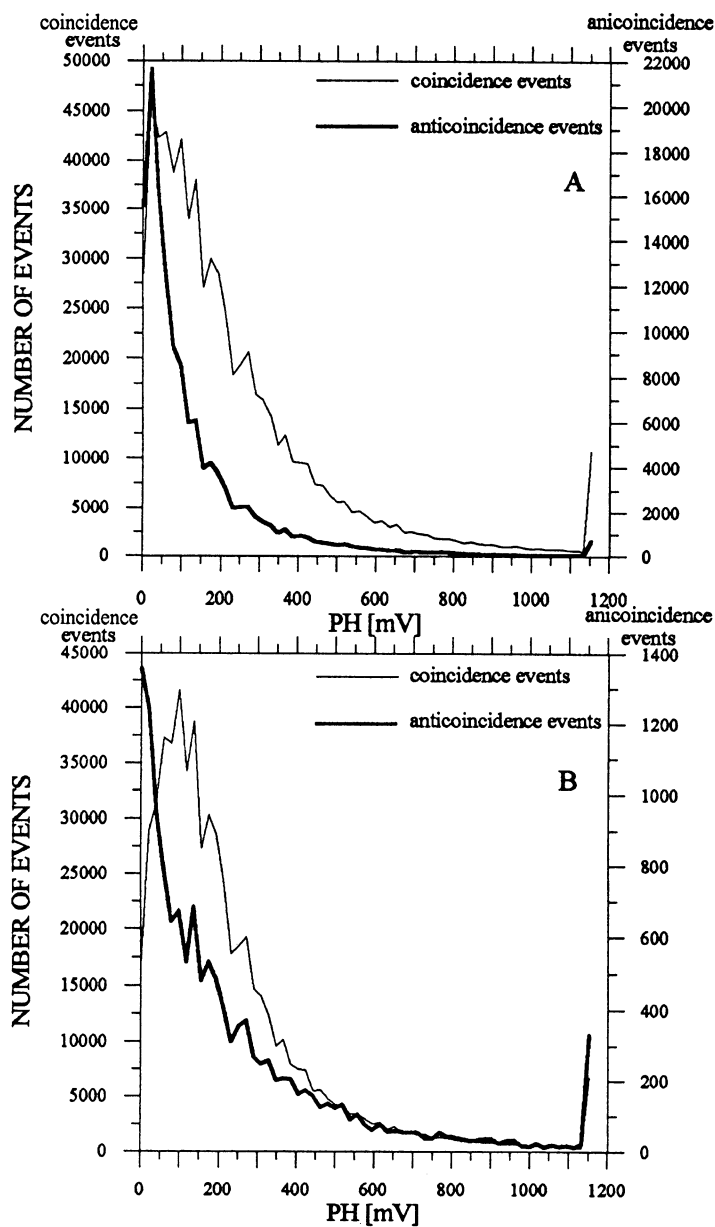 coincidence
events
anicoincidence
events
50000
45000
40000
35000
30000
25000
20000
15000
10000
5000
0
NUMBER OF EVENTS
coincidence events
anticoincidence events
A
22000
20000
18000
16000
14000
12000
10000
8000
6000
4000
2000
0
0 200 400 600 800 1000 1200
PH [mV]
coincidence
events
anicoincidence
events
45000
40000
35000
30000
25000
20000
15000
10000
5000
0
NUMBER OF EVENTS
coincidence events
anticoincidence events
B
1400
1200
1000
800
600
400
200
0
0 200 400 600 800 1000 1200
PH [mV]